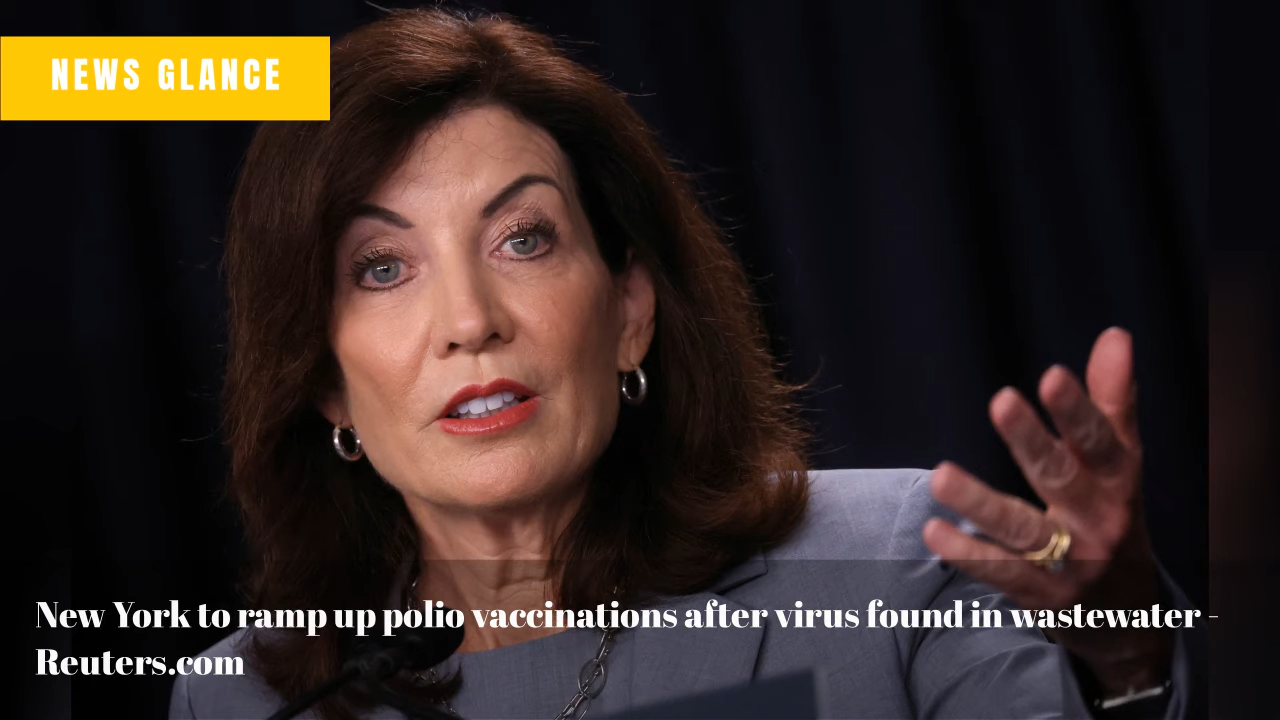 NEWS GLANCE
New York to ramp up polio vaccinations after virus found in wastewater -
Reuters.com